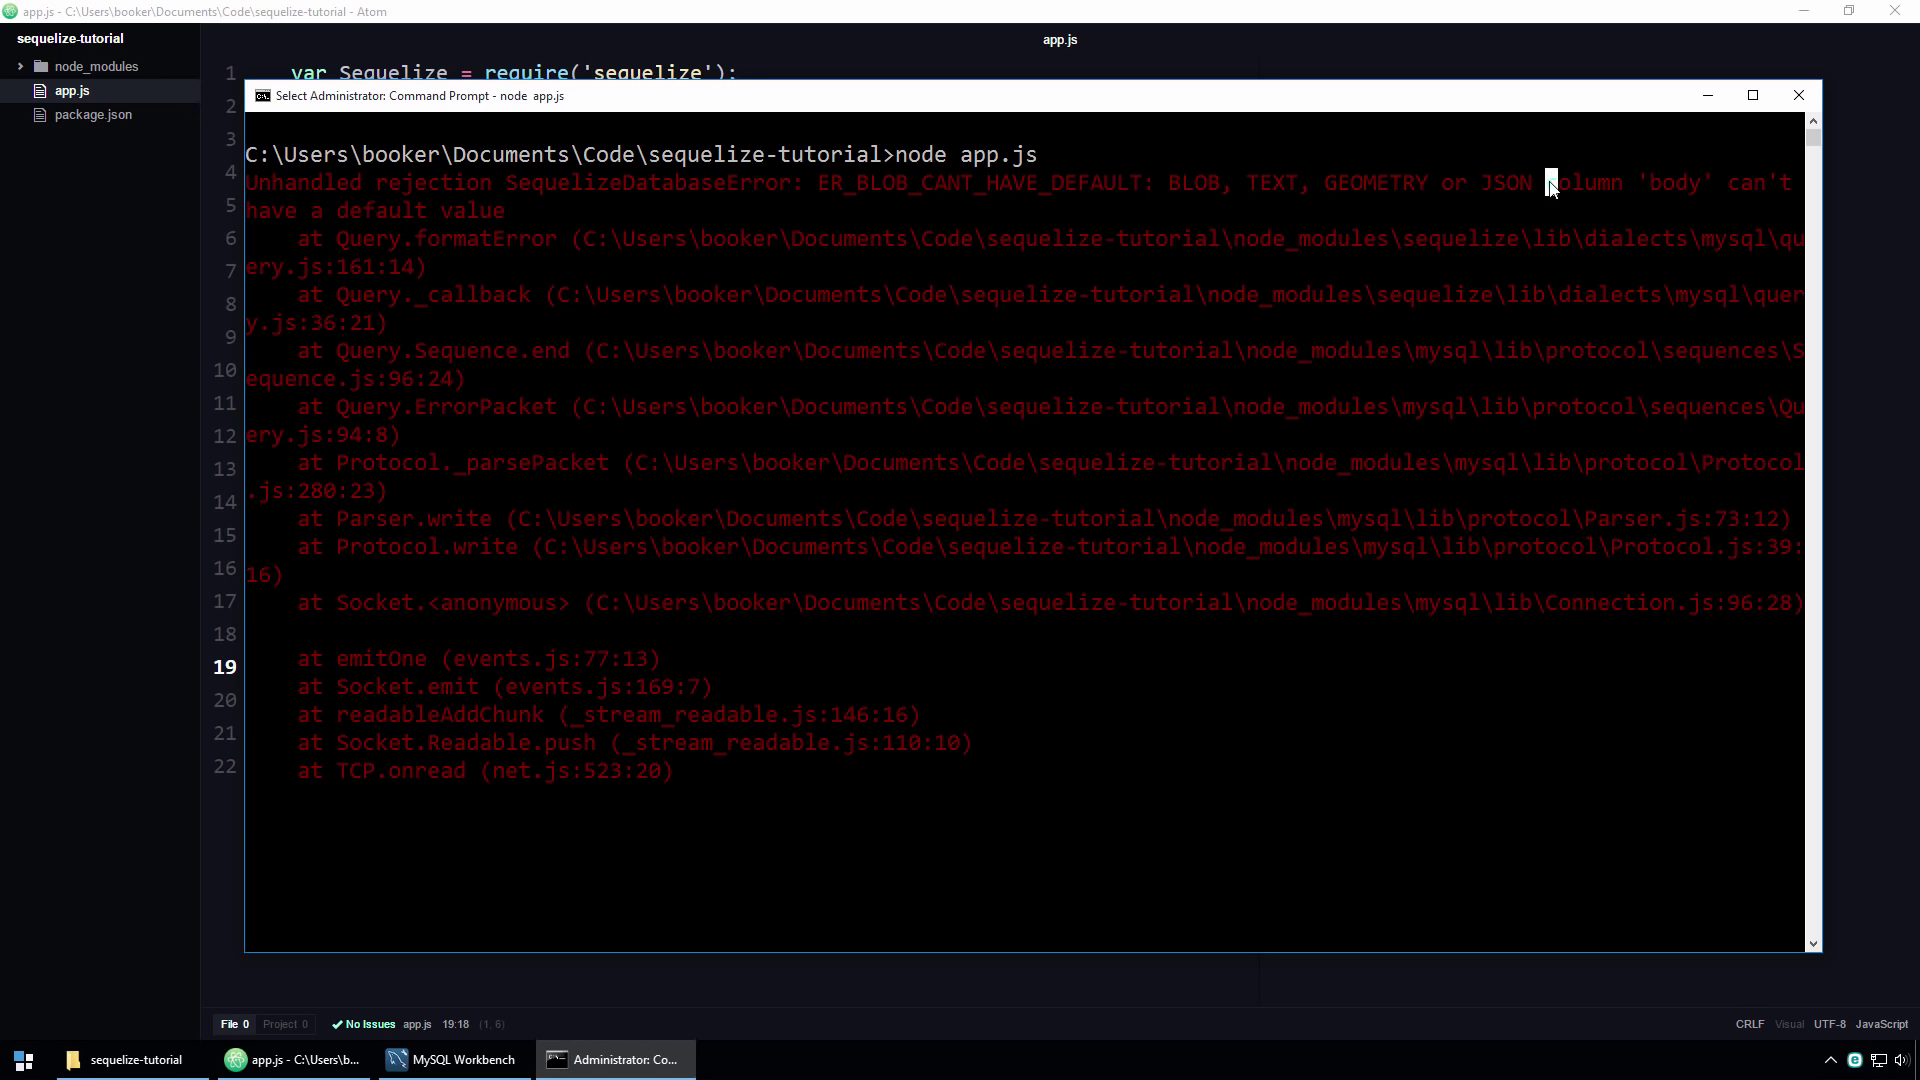 app.js - C:\Users\booker\Documents\Code\sequelize-tutorial - Atom
sequelize-tutorial
node_modules
app.js
package.json
app.js
1 var Sequelize = require('sequelize');
2
3
4
5
6
7
8
9
10
11
12
13
14
15
16
17
18
19
20
21
22
Select Administrator: Command Prompt - node  app.js
C:\Users\booker\Documents\Code\sequelize-tutorial>node app.js
Unhandled rejection SequelizeDatabaseError: ER_BLOB_CANT_HAVE_DEFAULT: BLOB, TEXT, GEOMETRY or JSON column 'body' can't
have a default value
at Query.formatError (C:\Users\booker\Documents\Code\sequelize-tutorial\node_modules\sequelize\lib\dialects\mysql\qu
ery.js:161:14)
at Query._callback (C:\Users\booker\Documents\Code\sequelize-tutorial\node_modules\sequelize\lib\dialects\mysql\quer
y.js:36:21)
at Query.Sequence.end (C:\Users\booker\Documents\Code\sequelize-tutorial\node_modules\mysql\lib\protocol\sequences\S
equence.js:96:24)
at Query.ErrorPacket (C:\Users\booker\Documents\Code\sequelize-tutorial\node_modules\mysql\lib\protocol\sequences\Qu
ery.js:94:8)
at Protocol._parsePacket (C:\Users\booker\Documents\Code\sequelize-tutorial\node_modules\mysql\lib\protocol\Protocol
.js:280:23)
at Parser.write (C:\Users\booker\Documents\Code\sequelize-tutorial\node_modules\mysql\lib\protocol\Parser.js:73:12)
at Protocol.write (C:\Users\booker\Documents\Code\sequelize-tutorial\node_modules\mysql\lib\protocol\Protocol.js:39:
16)
at Socket.<anonymous> (C:\Users\booker\Documents\Code\sequelize-tutorial\node_modules\mysql\lib\Connection.js:96:28)
at emitOne (events.js:77:13)
at Socket.emit (events.js:169:7)
at readableAddChunk (_stream_readable.js:146:16)
at Socket.Readable.push (_stream_readable.js:110:10)
at TCP.onread (net.js:523:20)
File 0 Project 0 No Issues app.js 19:18 (1, 6) CRLF Visual UTF-8 JavaScript
sequelize-tutorial app.js - C:\Users\b... MySQL Workbench Administrator: Co...